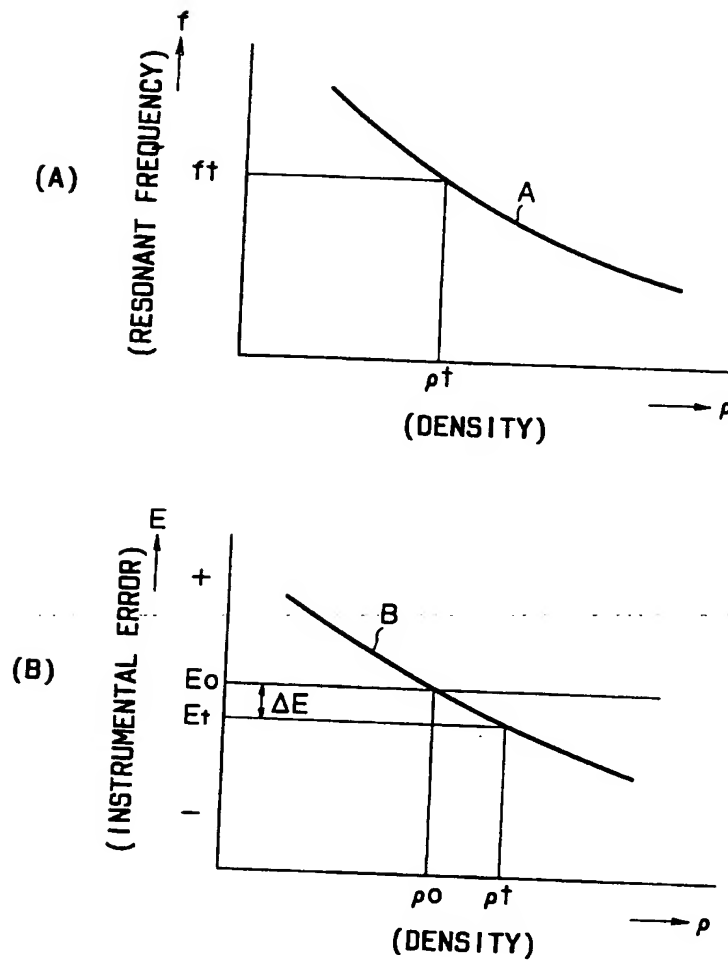 f
(RESONANT FREQUENCY)
(A)
ft
A
ρt
ρ
(DENSITY)
E
(INSTRUMENTAL ERROR)
+
B
(B)
Eo
ΔE
Et
−
ρo ρt
ρ
(DENSITY)